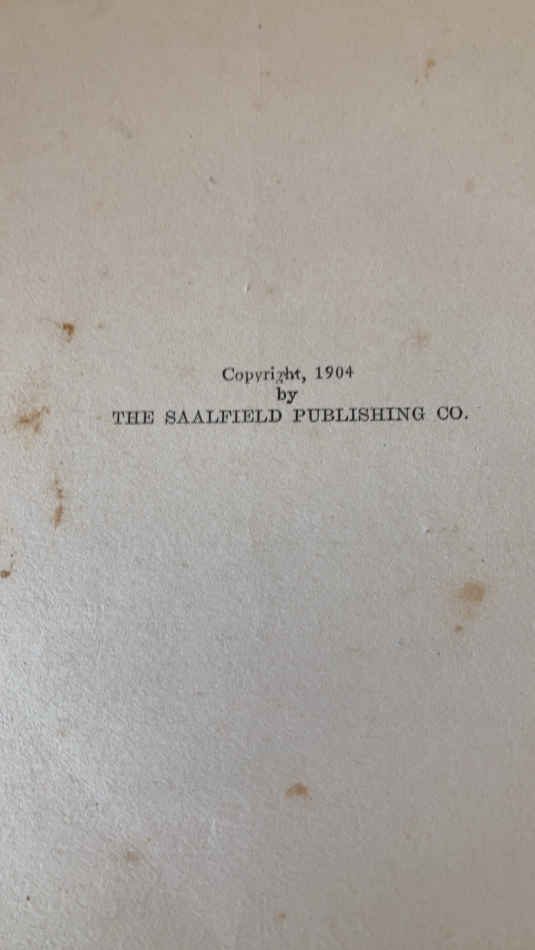 Copyright, 1904
by
THE SAALFIELD PUBLISHING CO.